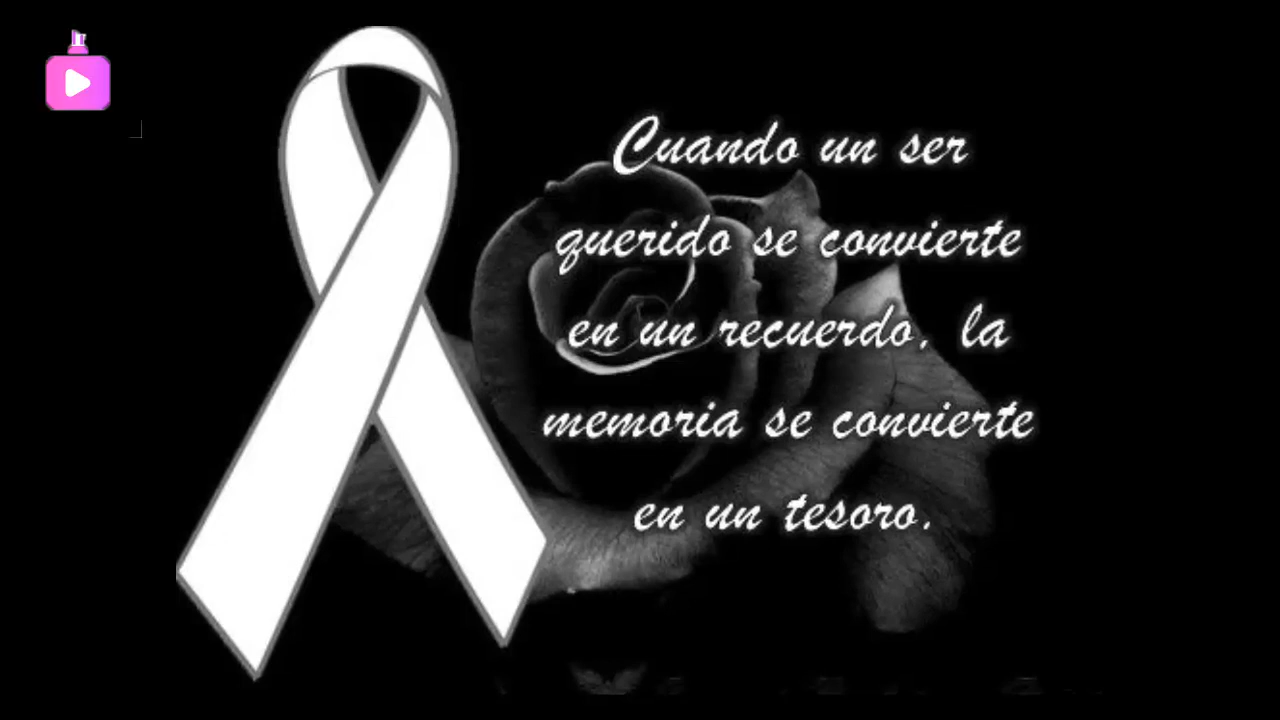 Cuando un ser
querido se convierte
en un recuerdo, la
memoria se convierte
en un tesoro.